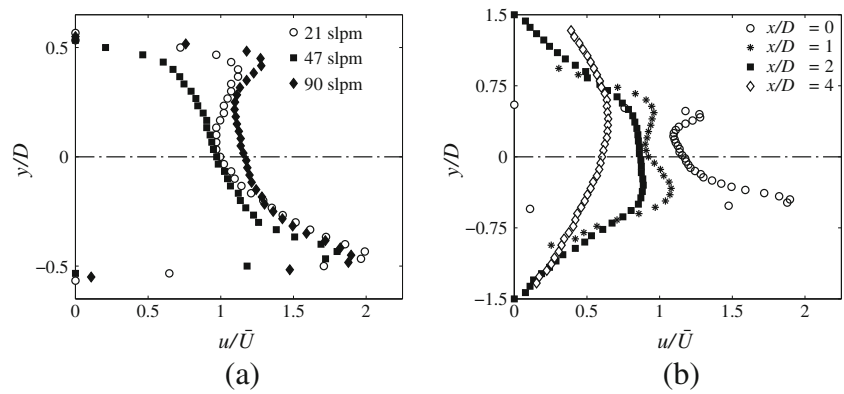 0.5
0
−0.5
0
0.5
1
1.5
2
y/D
u/Ū
21 slpm
47 slpm
90 slpm
(a)
1.5
0.75
0
-0.75
−1.5
0
0.5
1
1.5
2
y/D
u/Ū
x/D = 0
x/D = 1
x/D = 2
x/D = 4
(b)